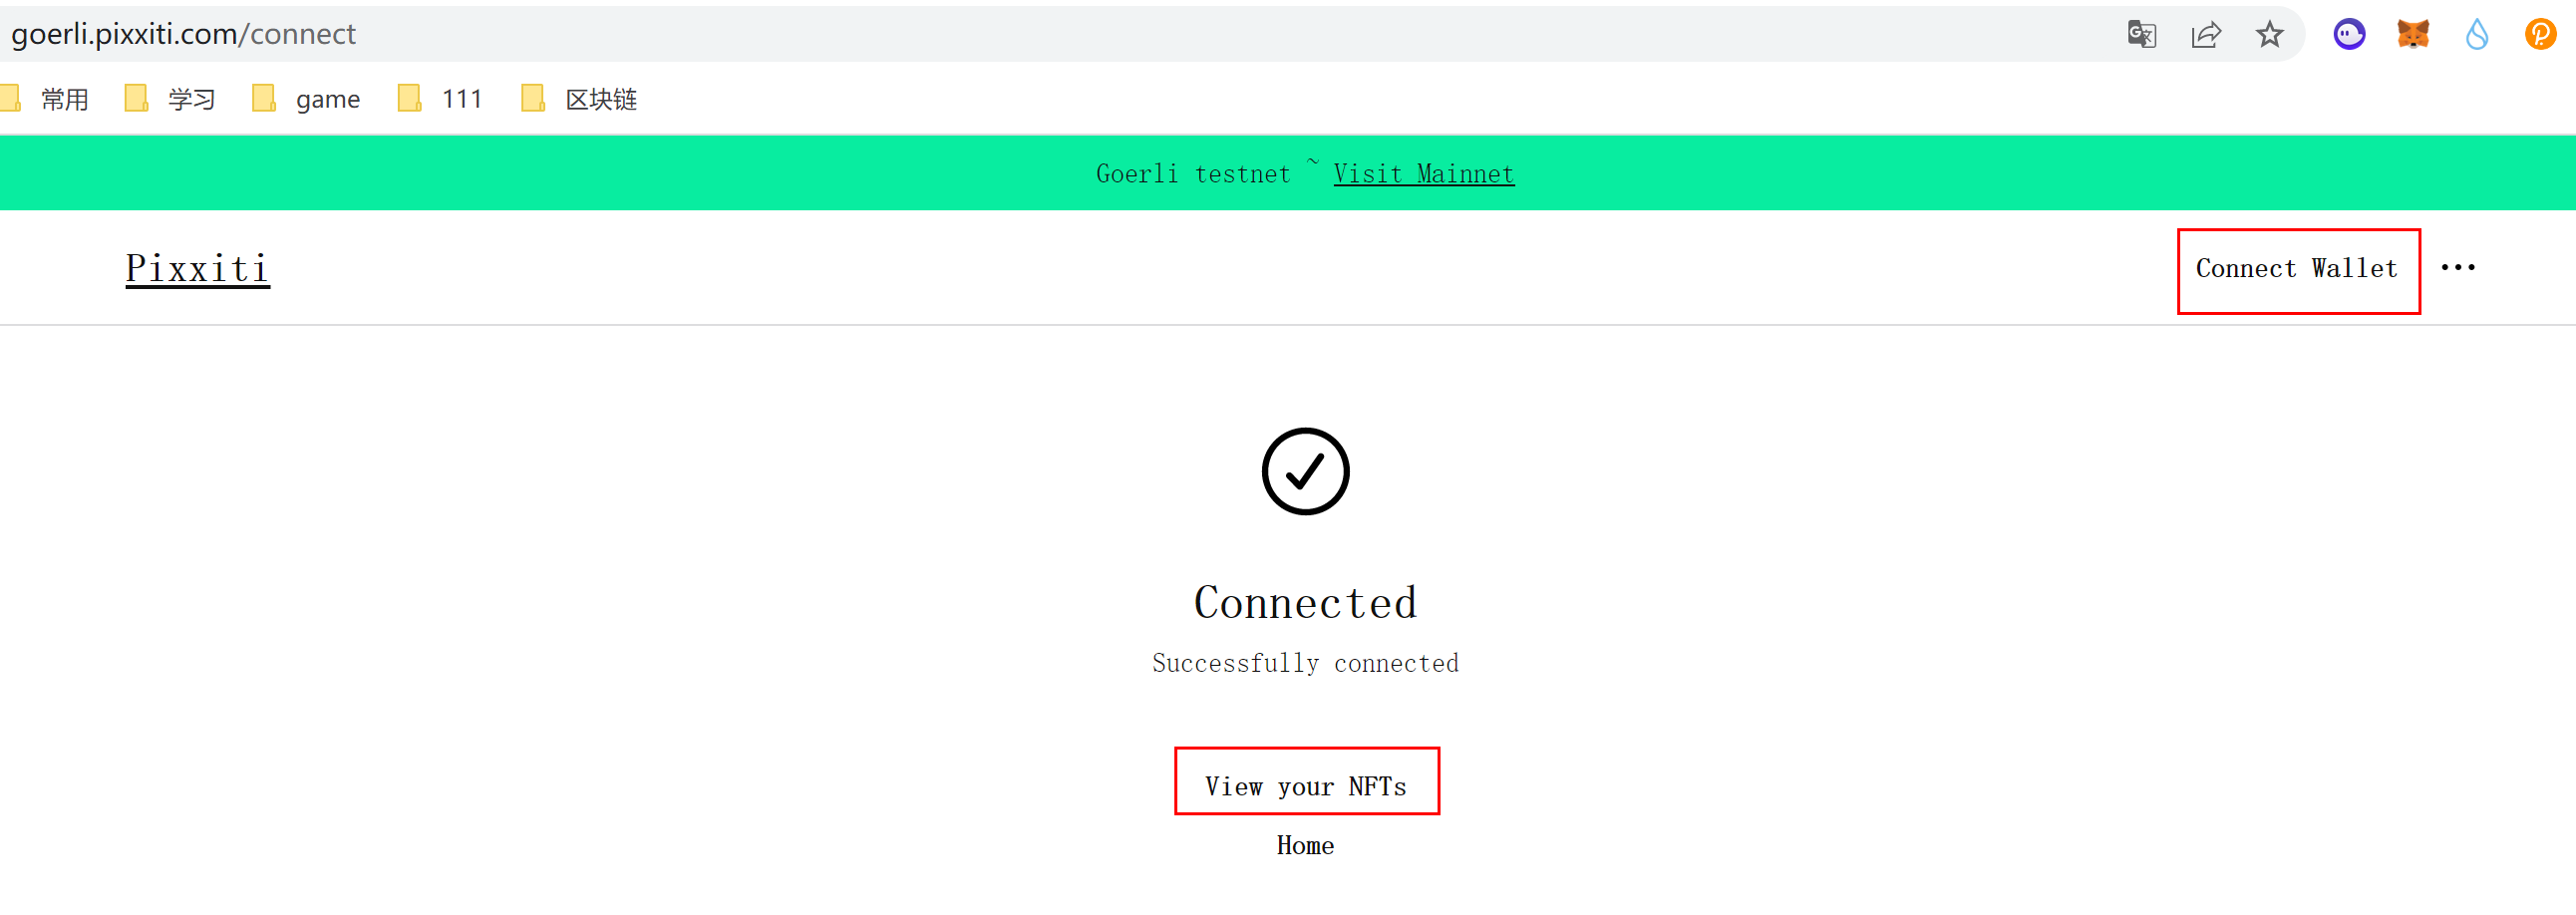 goerli.pixxiti.com/connect
常用 学习 game 111 区块链
Goerli testnet ~ Visit Mainnet
Pixxiti Connect Wallet ···
Connected
Successfully connected
View your NFTs
Home